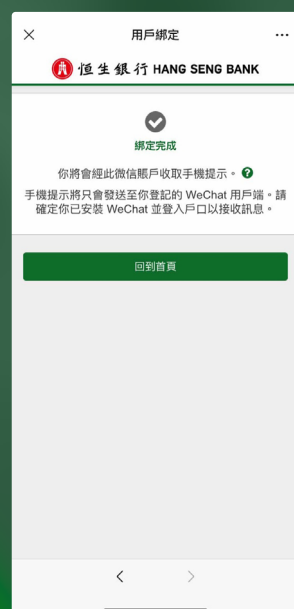 用戶綁定
恒生銀行 HANG SENG BANK
綁定完成
你將會經此微信賬戶收取手機提示。
手機提示將只會發送至你登記的 WeChat 用戶端。請
確定你已安裝 WeChat 並登入戶口以接收訊息。
回到首頁